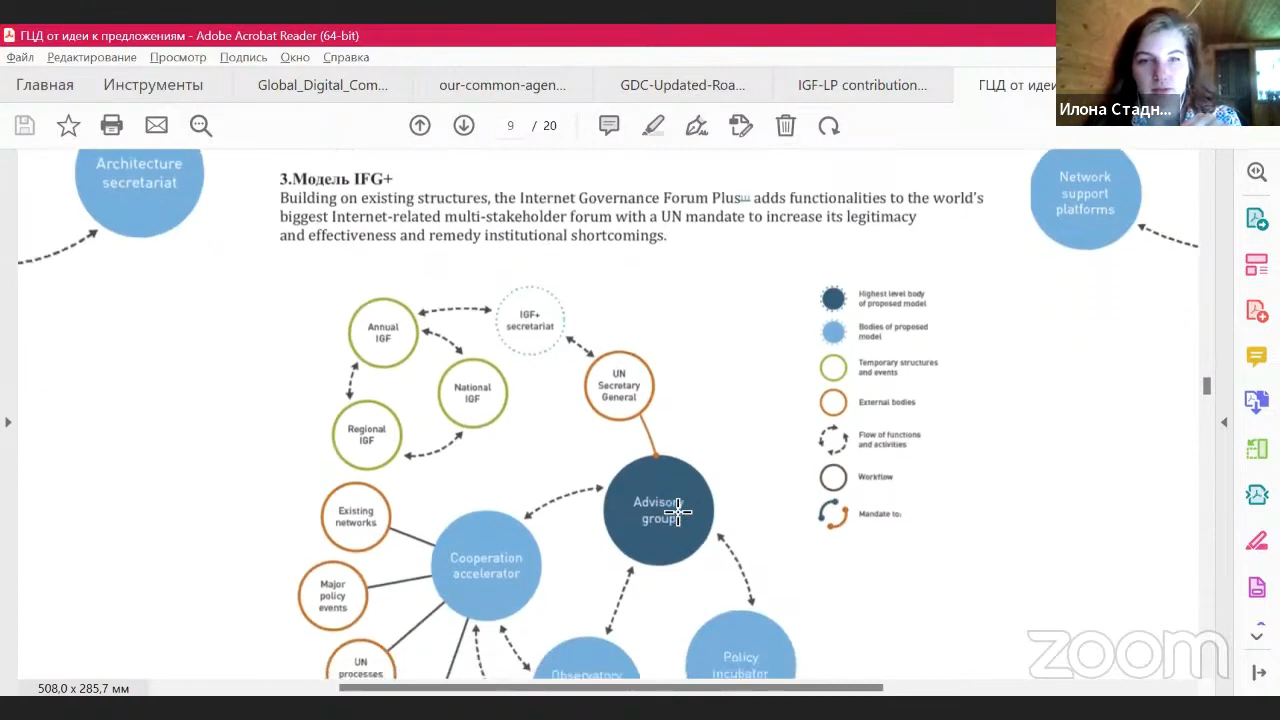 ГЦД от идеи к предложениям - Adobe Acrobat Reader (64-bit)
Файл Редактирование Просмотр Подпись Окно Справка
Главная Инструменты Global_Digital_Com... our-common-agen... GDC-Updated-Roa... IGF-LP contribution... ГЦД от идеи
Илона Стадн...
9 / 20
Architecture
secretariat
3.Модель IFG+
Building on existing structures, the Internet Governance Forum Plus adds functionalities to the world's
biggest Internet-related multi-stakeholder forum with a UN mandate to increase its legitimacy
and effectiveness and remedy institutional shortcomings.
Network
support
platforms
Annual
IGF
IGF+
secretariat
National
IGF
UN
Secretary
General
Regional
IGF
Advisory
group
Existing
networks
Cooperation
accelerator
Major
policy
events
UN
processes
Observatory
Policy
incubator
Highest level body
of proposed model
Bodies of proposed
model
Temporary structures
and events
External bodies
Flow of functions
and activities
Workflow
Mandate to:
zoom
508,0 x 285,7 мм